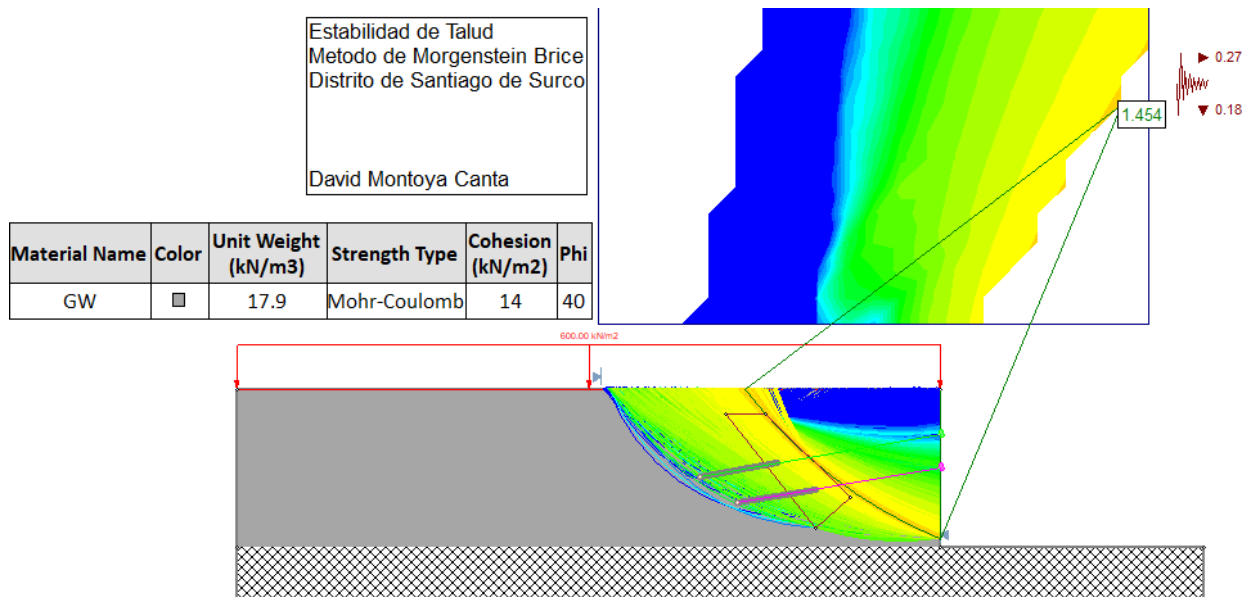 Estabilidad de Talud
Metodo de Morgenstein Brice
Distrito de Santiago de Surco
David Montoya Canta
0.27
0.18
1.454
Material Name Color Unit Weight (kN/m3) Strength Type Cohesion (kN/m2) Phi
GW 17.9 Mohr-Coulomb 14 40
600.00 kN/m2